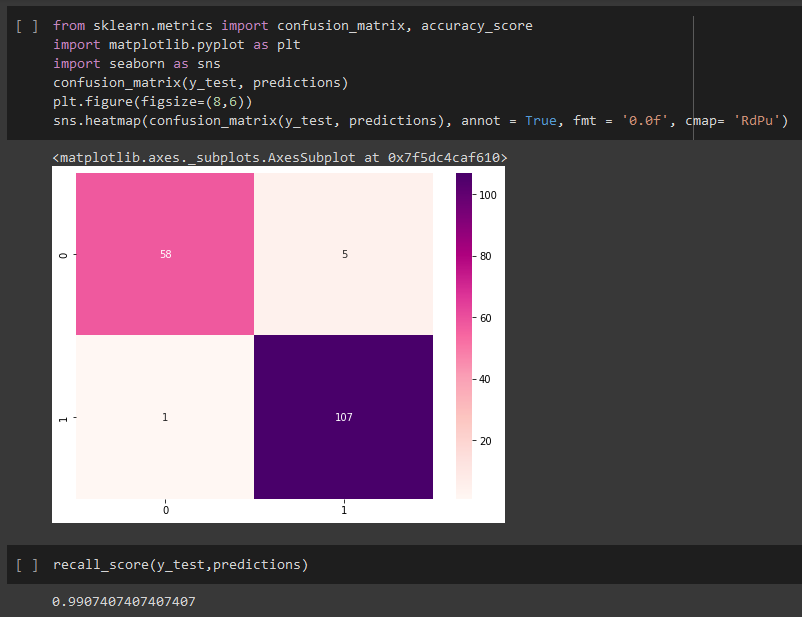 [ ] from sklearn.metrics import confusion_matrix, accuracy_score
import matplotlib.pyplot as plt
import seaborn as sns
confusion_matrix(y_test, predictions)
plt.figure(figsize=(8,6))
sns.heatmap(confusion_matrix(y_test, predictions), annot = True, fmt = '0.0f', cmap= 'RdPu')
<matplotlib.axes._subplots.AxesSubplot at 0x7f5dc4caf610>
0
58
5
1
1
107
0
1
100
80
60
40
20
[ ] recall_score(y_test,predictions)
0.9907407407407407